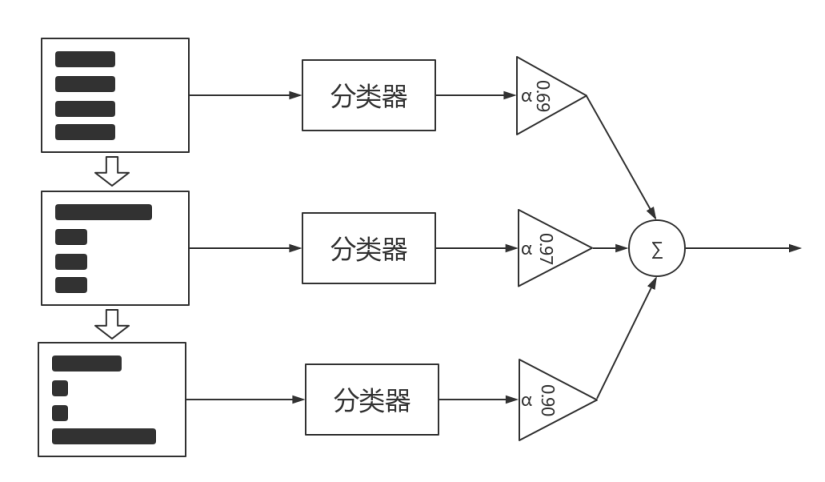 分类器
α 0.69
分类器
α 0.97
Σ
分类器
α 0.90